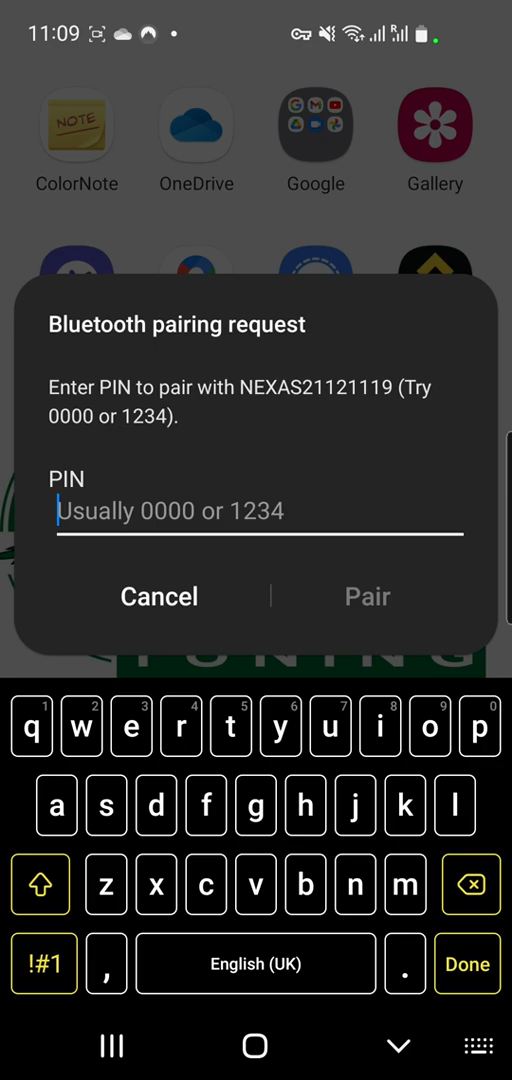 11:09
NOTE
ColorNote
OneDrive
Google
Gallery
Bluetooth pairing request
Enter PIN to pair with NEXAS21121119 (Try
0000 or 1234).
PIN
Usually 0000 or 1234
Cancel
Pair
TUNING
1 2 3 4 5 6 7 8 9 0
q w e r t y u i o p
a s d f g h j k l
z x c v b n m
!#1 , English (UK) . Done